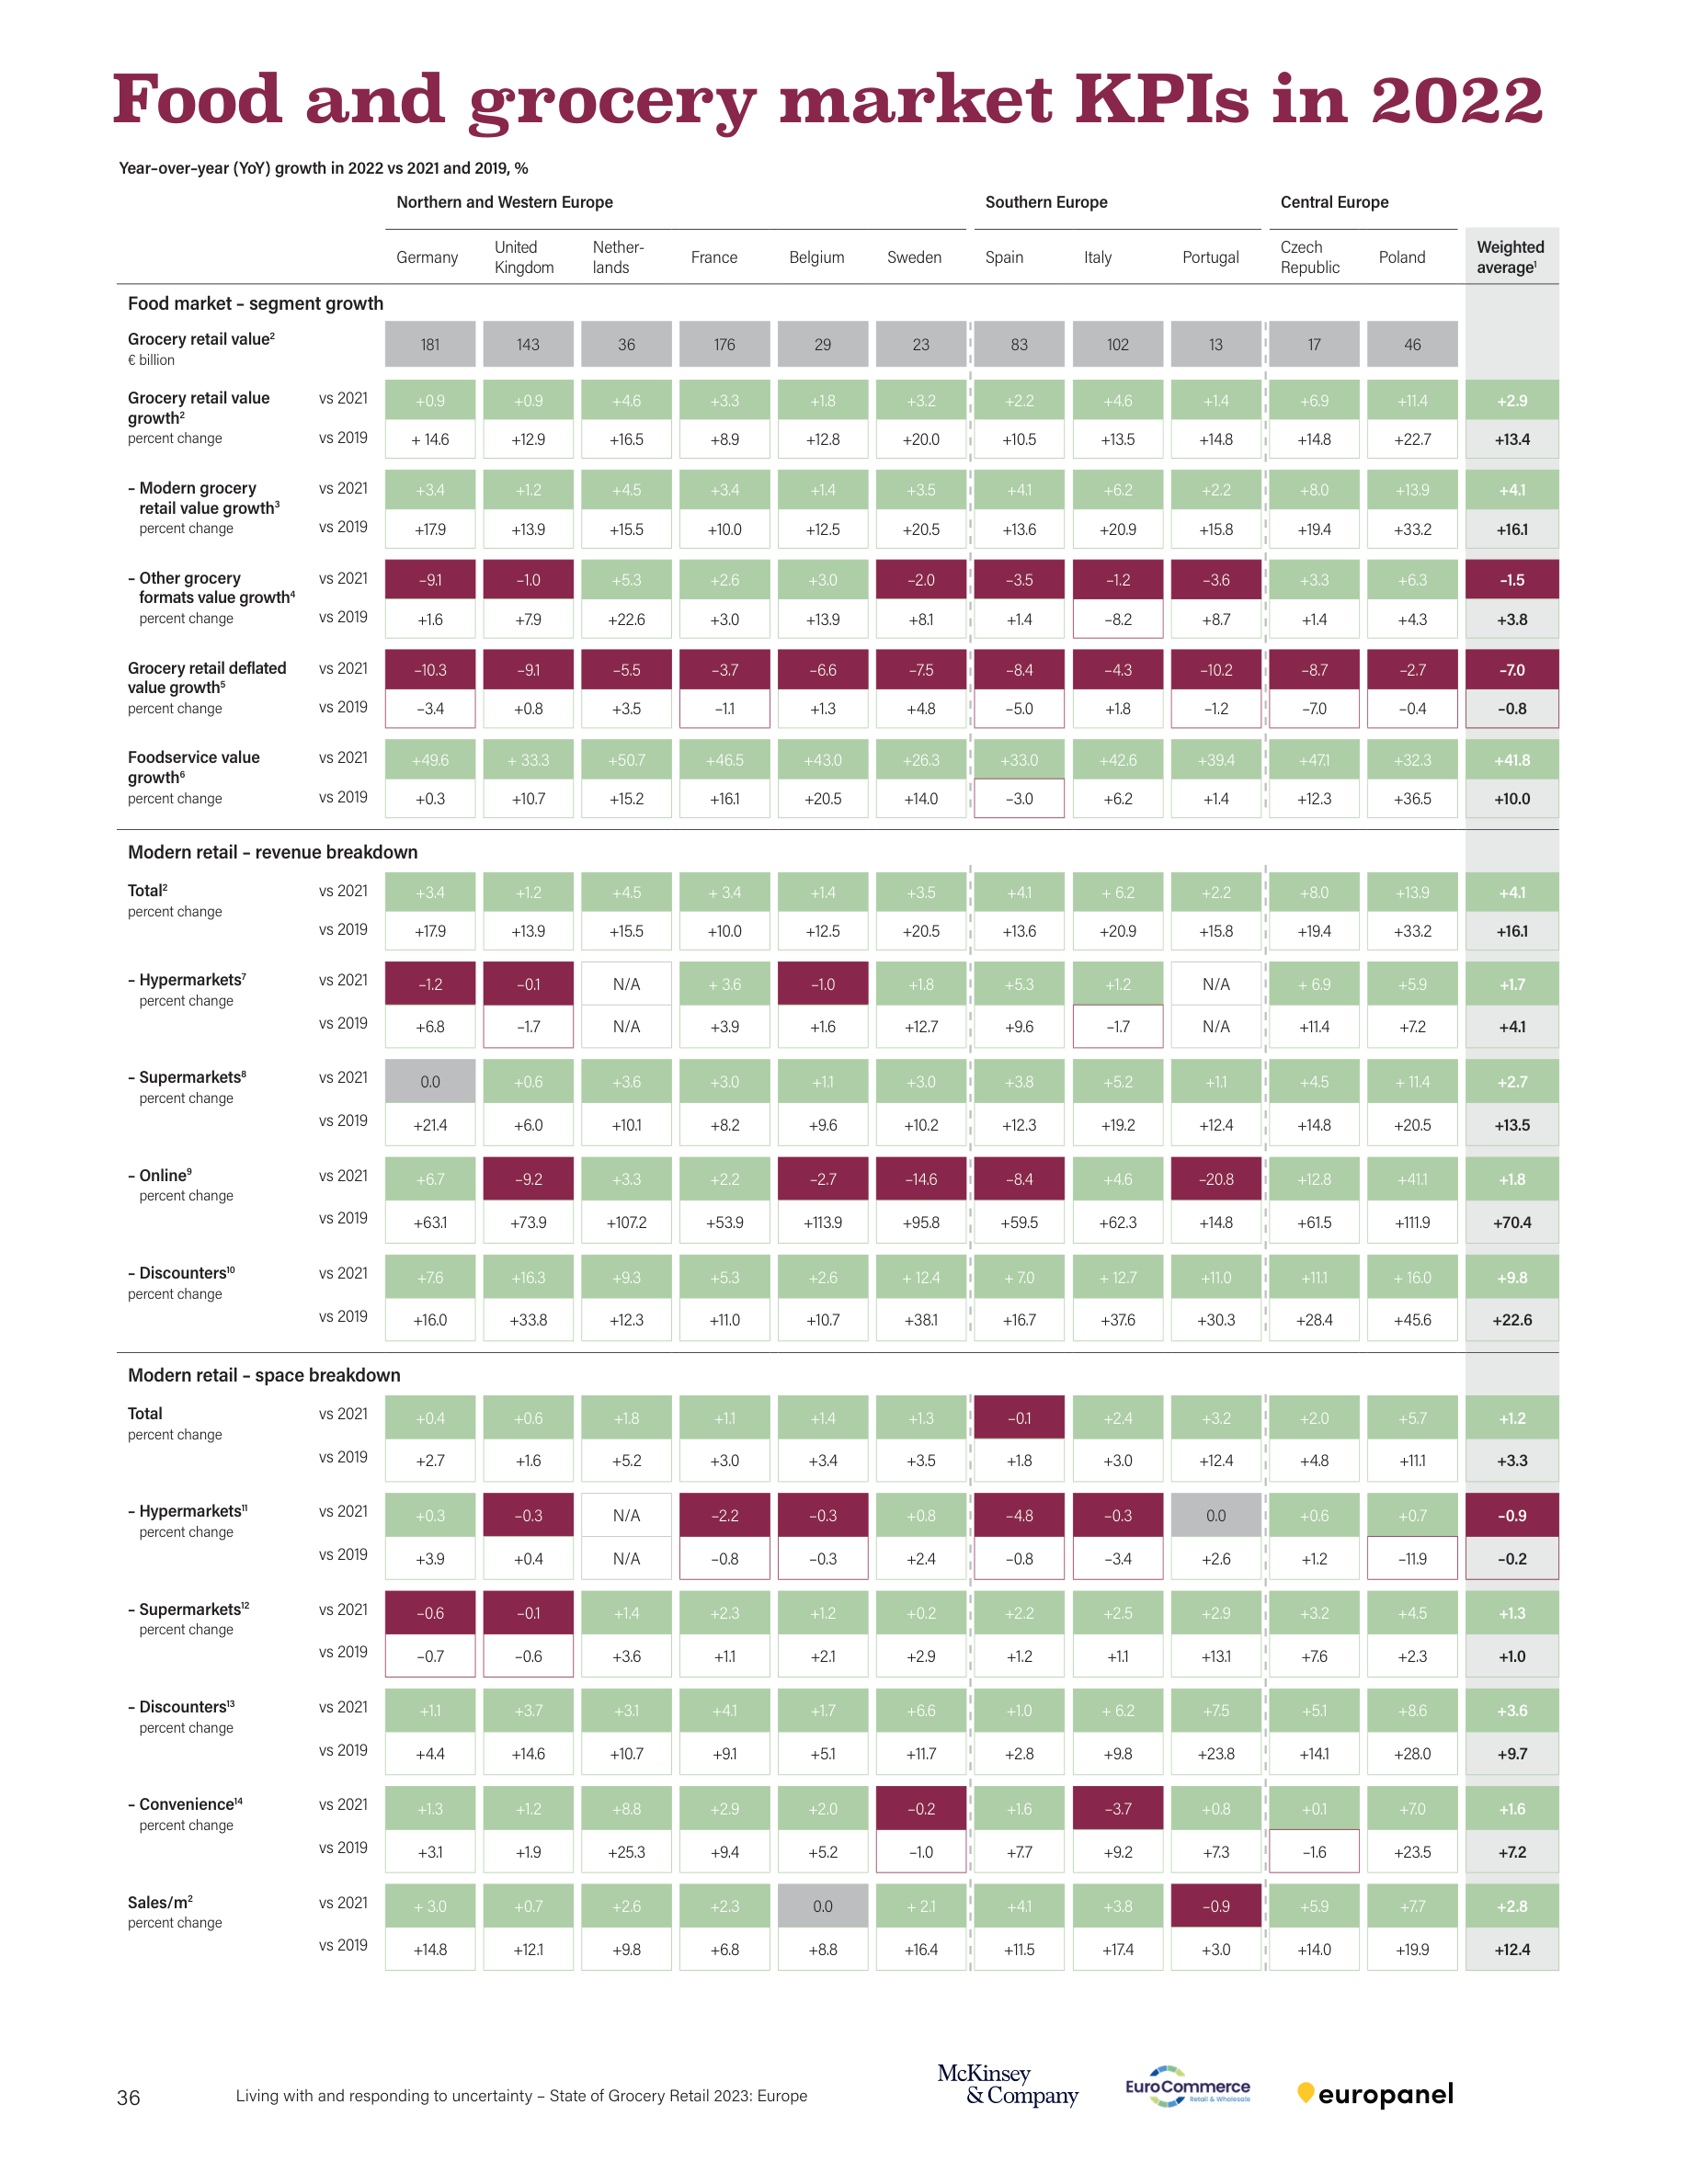 Food and grocery market KPIs in 2022
Year-over-year (YoY) growth in 2022 vs 2021 and 2019, %
Northern and Western Europe Southern Europe Central Europe
Germany United Kingdom Nether-lands France Belgium Sweden Spain Italy Portugal Czech Republic Poland Weighted average¹
Food market – segment growth
Grocery retail value² € billion 181 143 36 176 29 23 83 102 13 17 46
Grocery retail value growth² percent change
vs 2021 +0.9 +0.9 +4.6 +3.3 +1.8 +3.2 +2.2 +4.6 +1.4 +6.9 +11.4 +2.9
vs 2019 + 14.6 +12.9 +16.5 +8.9 +12.8 +20.0 +10.5 +13.5 +14.8 +14.8 +22.7 +13.4
– Modern grocery retail value growth³ percent change
vs 2021 +3.4 +1.2 +4.5 +3.4 +1.4 +3.5 +4.1 +6.2 +2.2 +8.0 +13.9 +4.1
vs 2019 +17.9 +13.9 +15.5 +10.0 +12.5 +20.5 +13.6 +20.9 +15.8 +19.4 +33.2 +16.1
– Other grocery formats value growth⁴ percent change
vs 2021 –9.1 –1.0 +5.3 +2.6 +3.0 –2.0 –3.5 –1.2 –3.6 +3.3 +6.3 –1.5
vs 2019 +1.6 +7.9 +22.6 +3.0 +13.9 +8.1 +1.4 –8.2 +8.7 +1.4 +4.3 +3.8
Grocery retail deflated value growth⁵ percent change
vs 2021 –10.3 –9.1 –5.5 –3.7 –6.6 –7.5 –8.4 –4.3 –10.2 –8.7 –2.7 –7.0
vs 2019 –3.4 +0.8 +3.5 –1.1 +1.3 +4.8 –5.0 +1.8 –1.2 –7.0 –0.4 –0.8
Foodservice value growth⁶ percent change
vs 2021 +49.6 + 33.3 +50.7 +46.5 +43.0 +26.3 +33.0 +42.6 +39.4 +47.1 +32.3 +41.8
vs 2019 +0.3 +10.7 +15.2 +16.1 +20.5 +14.0 –3.0 +6.2 +1.4 +12.3 +36.5 +10.0
Modern retail – revenue breakdown
Total² percent change
vs 2021 +3.4 +1.2 +4.5 + 3.4 +1.4 +3.5 +4.1 + 6.2 +2.2 +8.0 +13.9 +4.1
vs 2019 +17.9 +13.9 +15.5 +10.0 +12.5 +20.5 +13.6 +20.9 +15.8 +19.4 +33.2 +16.1
– Hypermarkets⁷ percent change
vs 2021 –1.2 –0.1 N/A + 3.6 –1.0 +1.8 +5.3 +1.2 N/A + 6.9 +5.9 +1.7
vs 2019 +6.8 –1.7 N/A +3.9 +1.6 +12.7 +9.6 –1.7 N/A +11.4 +7.2 +4.1
– Supermarkets⁸ percent change
vs 2021 0.0 +0.6 +3.6 +3.0 +1.1 +3.0 +3.8 +5.2 +1.1 +4.5 + 11.4 +2.7
vs 2019 +21.4 +6.0 +10.1 +8.2 +9.6 +10.2 +12.3 +19.2 +12.4 +14.8 +20.5 +13.5
– Online⁹ percent change
vs 2021 +6.7 –9.2 +3.3 +2.2 –2.7 –14.6 –8.4 +4.6 –20.8 +12.8 +41.1 +1.8
vs 2019 +63.1 +73.9 +107.2 +53.9 +113.9 +95.8 +59.5 +62.3 +14.8 +61.5 +111.9 +70.4
– Discounters¹⁰ percent change
vs 2021 +7.6 +16.3 +9.3 +5.3 +2.6 + 12.4 + 7.0 + 12.7 +11.0 +11.1 + 16.0 +9.8
vs 2019 +16.0 +33.8 +12.3 +11.0 +10.7 +38.1 +16.7 +37.6 +30.3 +28.4 +45.6 +22.6
Modern retail – space breakdown
Total percent change
vs 2021 +0.4 +0.6 +1.8 +1.1 +1.4 +1.3 –0.1 +2.4 +3.2 +2.0 +5.7 +1.2
vs 2019 +2.7 +1.6 +5.2 +3.0 +3.4 +3.5 +1.8 +3.0 +12.4 +4.8 +11.1 +3.3
– Hypermarkets¹¹ percent change
vs 2021 +0.3 –0.3 N/A –2.2 –0.3 +0.8 –4.8 –0.3 0.0 +0.6 +0.7 –0.9
vs 2019 +3.9 +0.4 N/A –0.8 –0.3 +2.4 –0.8 –3.4 +2.6 +1.2 –11.9 –0.2
– Supermarkets¹² percent change
vs 2021 –0.6 –0.1 +1.4 +2.3 +1.2 +0.2 +2.2 +2.5 +2.9 +3.2 +4.5 +1.3
vs 2019 –0.7 –0.6 +3.6 +1.1 +2.1 +2.9 +1.2 +1.1 +13.1 +7.6 +2.3 +1.0
– Discounters¹³ percent change
vs 2021 +1.1 +3.7 +3.1 +4.1 +1.7 +6.6 +1.0 + 6.2 +7.5 +5.1 +8.6 +3.6
vs 2019 +4.4 +14.6 +10.7 +9.1 +5.1 +11.7 +2.8 +9.8 +23.8 +14.1 +28.0 +9.7
– Convenience¹⁴ percent change
vs 2021 +1.3 +1.2 +8.8 +2.9 +2.0 –0.2 +1.6 –3.7 +0.8 +0.1 +7.0 +1.6
vs 2019 +3.1 +1.9 +25.3 +9.4 +5.2 –1.0 +7.7 +9.2 +7.3 –1.6 +23.5 +7.2
Sales/m² percent change
vs 2021 + 3.0 +0.7 +2.6 +2.3 0.0 + 2.1 +4.1 +3.8 –0.9 +5.9 +7.7 +2.8
vs 2019 +14.8 +12.1 +9.8 +6.8 +8.8 +16.4 +11.5 +17.4 +3.0 +14.0 +19.9 +12.4
36 Living with and responding to uncertainty – State of Grocery Retail 2023: Europe
McKinsey & Company
EuroCommerce
Retail & Wholesale
europanel